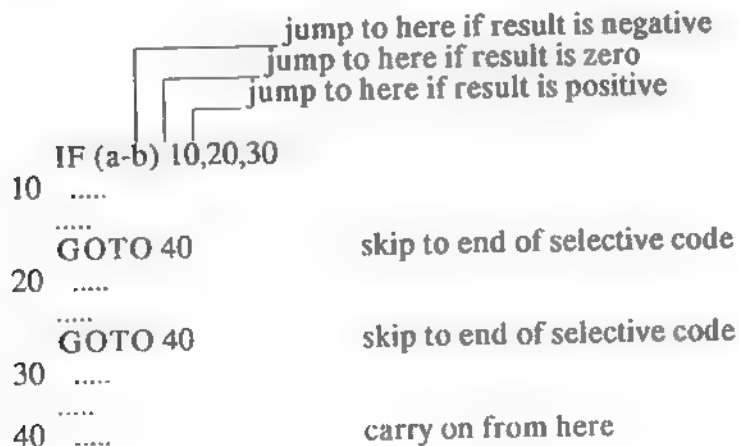 jump to here if result is negative
jump to here if result is zero
jump to here if result is positive
IF (a-b) 10,20,30
10 .....
.....
GOTO 40 skip to end of selective code
20 .....
.....
GOTO 40 skip to end of selective code
30 .....
.....
40 ..... carry on from here